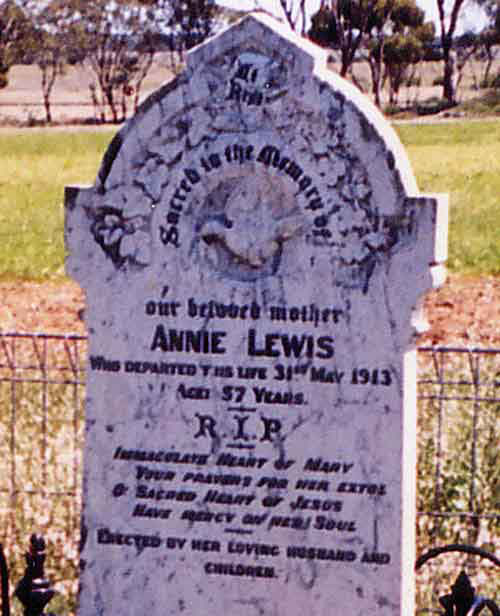 Sacred to the Memory of
our beloved mother
ANNIE LEWIS
WHO DEPARTED THIS LIFE 31ST MAY 1913
AGED 57 YEARS.
R.I.P
IMMACULATE HEART OF MARY
YOUR PRAYERS FOR HER EXTOL
O SACRED HEART OF JESUS
HAVE MERCY ON HER SOUL
ERECTED BY HER LOVING HUSBAND AND
CHILDREN.